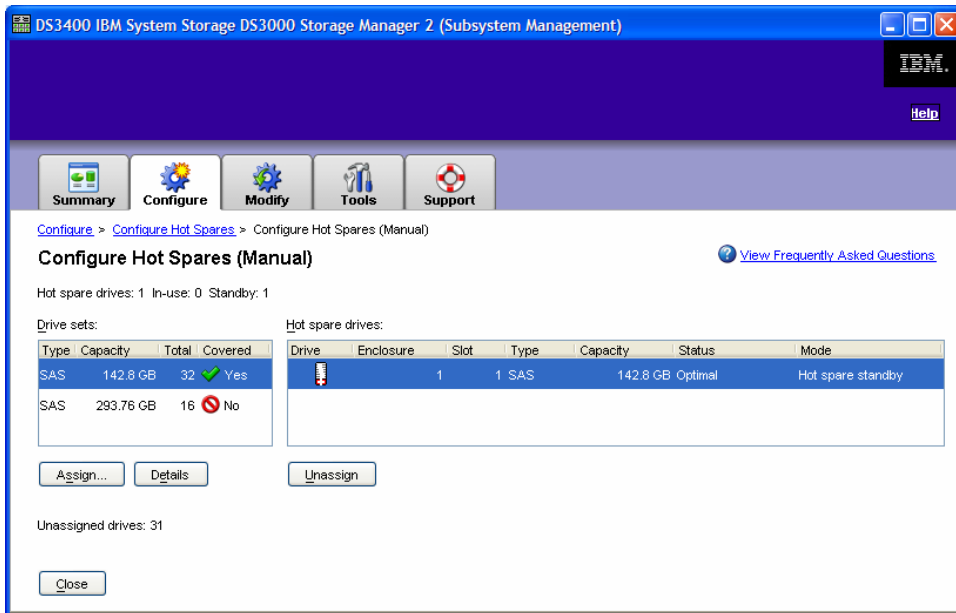 DS3400 IBM System Storage DS3000 Storage Manager 2 (Subsystem Management)
IBM.
Help
Summary Configure Modify Tools Support
Configure > Configure Hot Spares > Configure Hot Spares (Manual)
Configure Hot Spares (Manual)
? View Frequently Asked Questions
Hot spare drives: 1 In-use: 0 Standby: 1
Drive sets:
Type Capacity Total Covered
SAS 142.8 GB 32 Yes
SAS 293.76 GB 16 No
Assign... Details
Hot spare drives:
Drive Enclosure Slot Type Capacity Status Mode
1 1 SAS 142.8 GB Optimal Hot spare standby
Unassign
Unassigned drives: 31
Close